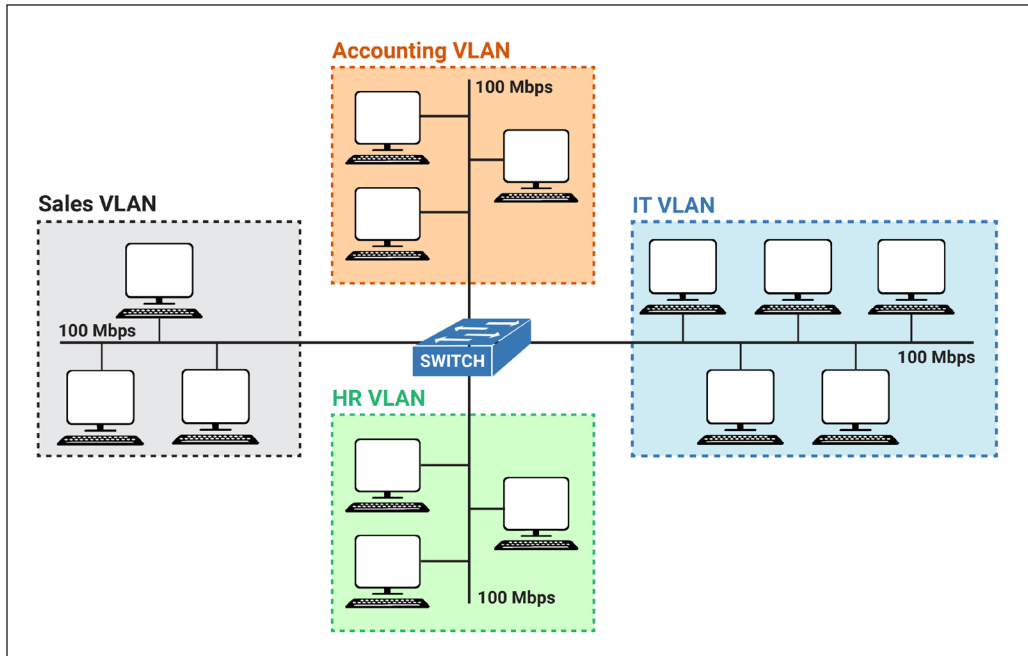 Accounting VLAN
100 Mbps
Sales VLAN
100 Mbps
IT VLAN
100 Mbps
SWITCH
HR VLAN
100 Mbps